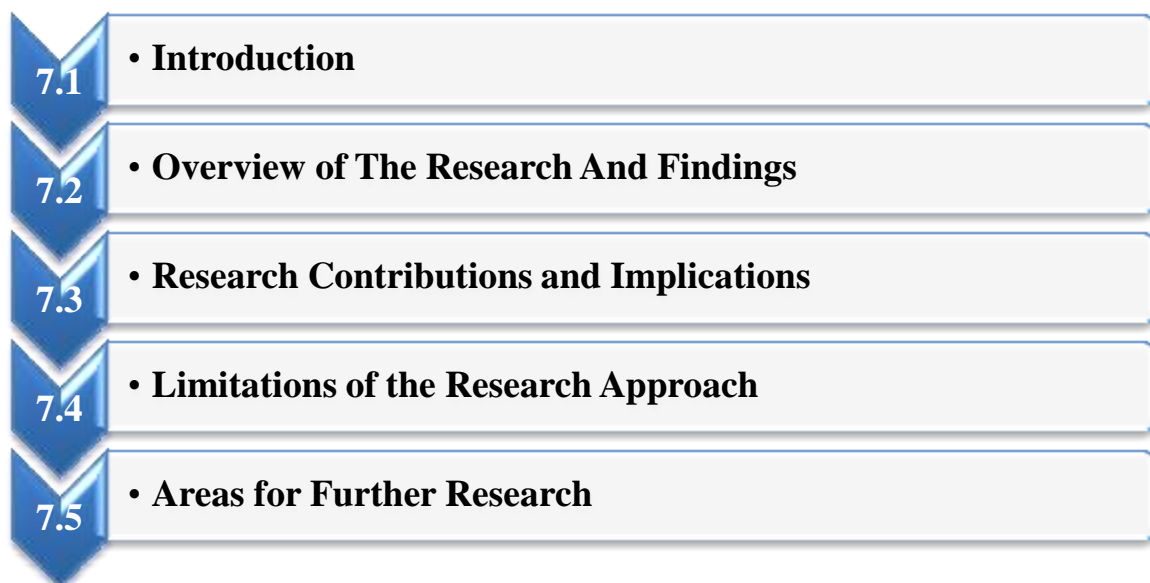 7.1 • Introduction
7.2 • Overview of The Research And Findings
7.3 • Research Contributions and Implications
7.4 • Limitations of the Research Approach
7.5 • Areas for Further Research